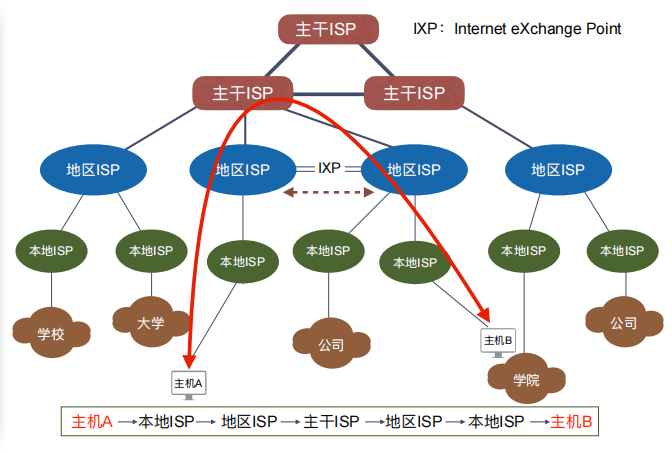 主干ISP
IXP：Internet eXchange Point
主干ISP
主干ISP
地区ISP
地区ISP
IXP
地区ISP
地区ISP
本地ISP
本地ISP
本地ISP
本地ISP
本地ISP
本地ISP
本地ISP
学校
大学
公司
公司
主机B
主机A
学院
主机A→本地ISP→地区ISP→主干ISP→地区ISP→本地ISP→主机B